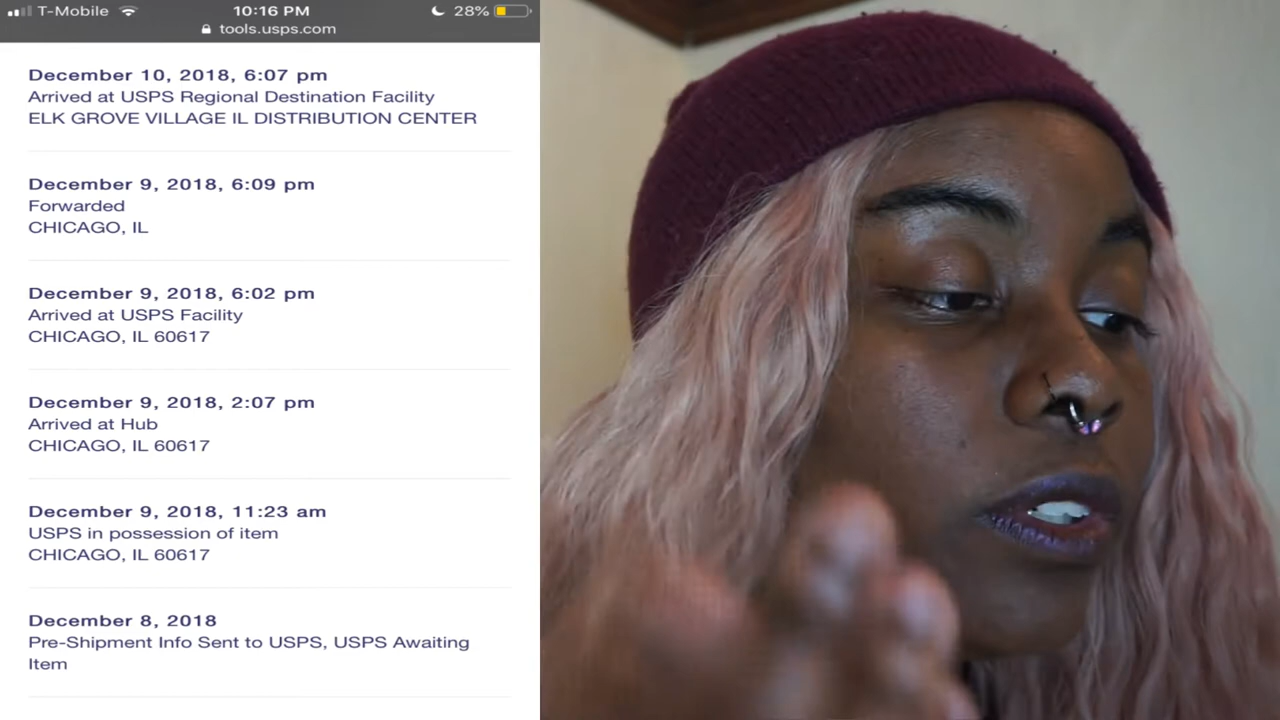 T-Mobile 10:16 PM 28%
tools.usps.com
December 10, 2018, 6:07 pm
Arrived at USPS Regional Destination Facility
ELK GROVE VILLAGE IL DISTRIBUTION CENTER
December 9, 2018, 6:09 pm
Forwarded
CHICAGO, IL
December 9, 2018, 6:02 pm
Arrived at USPS Facility
CHICAGO, IL 60617
December 9, 2018, 2:07 pm
Arrived at Hub
CHICAGO, IL 60617
December 9, 2018, 11:23 am
USPS in possession of item
CHICAGO, IL 60617
December 8, 2018
Pre-Shipment Info Sent to USPS, USPS Awaiting
Item